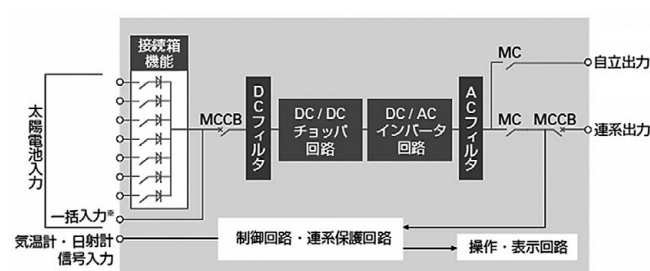 接続箱
機能
太陽電池入力
MCCB
DCフィルタ
DC/DC
チョッパ
回路
DC/AC
インバータ
回路
ACフィルタ
MC
自立出力
MC
MCCB
連系出力
一括入力※
気温計・日射計
信号入力
制御回路・連系保護回路
操作・表示回路